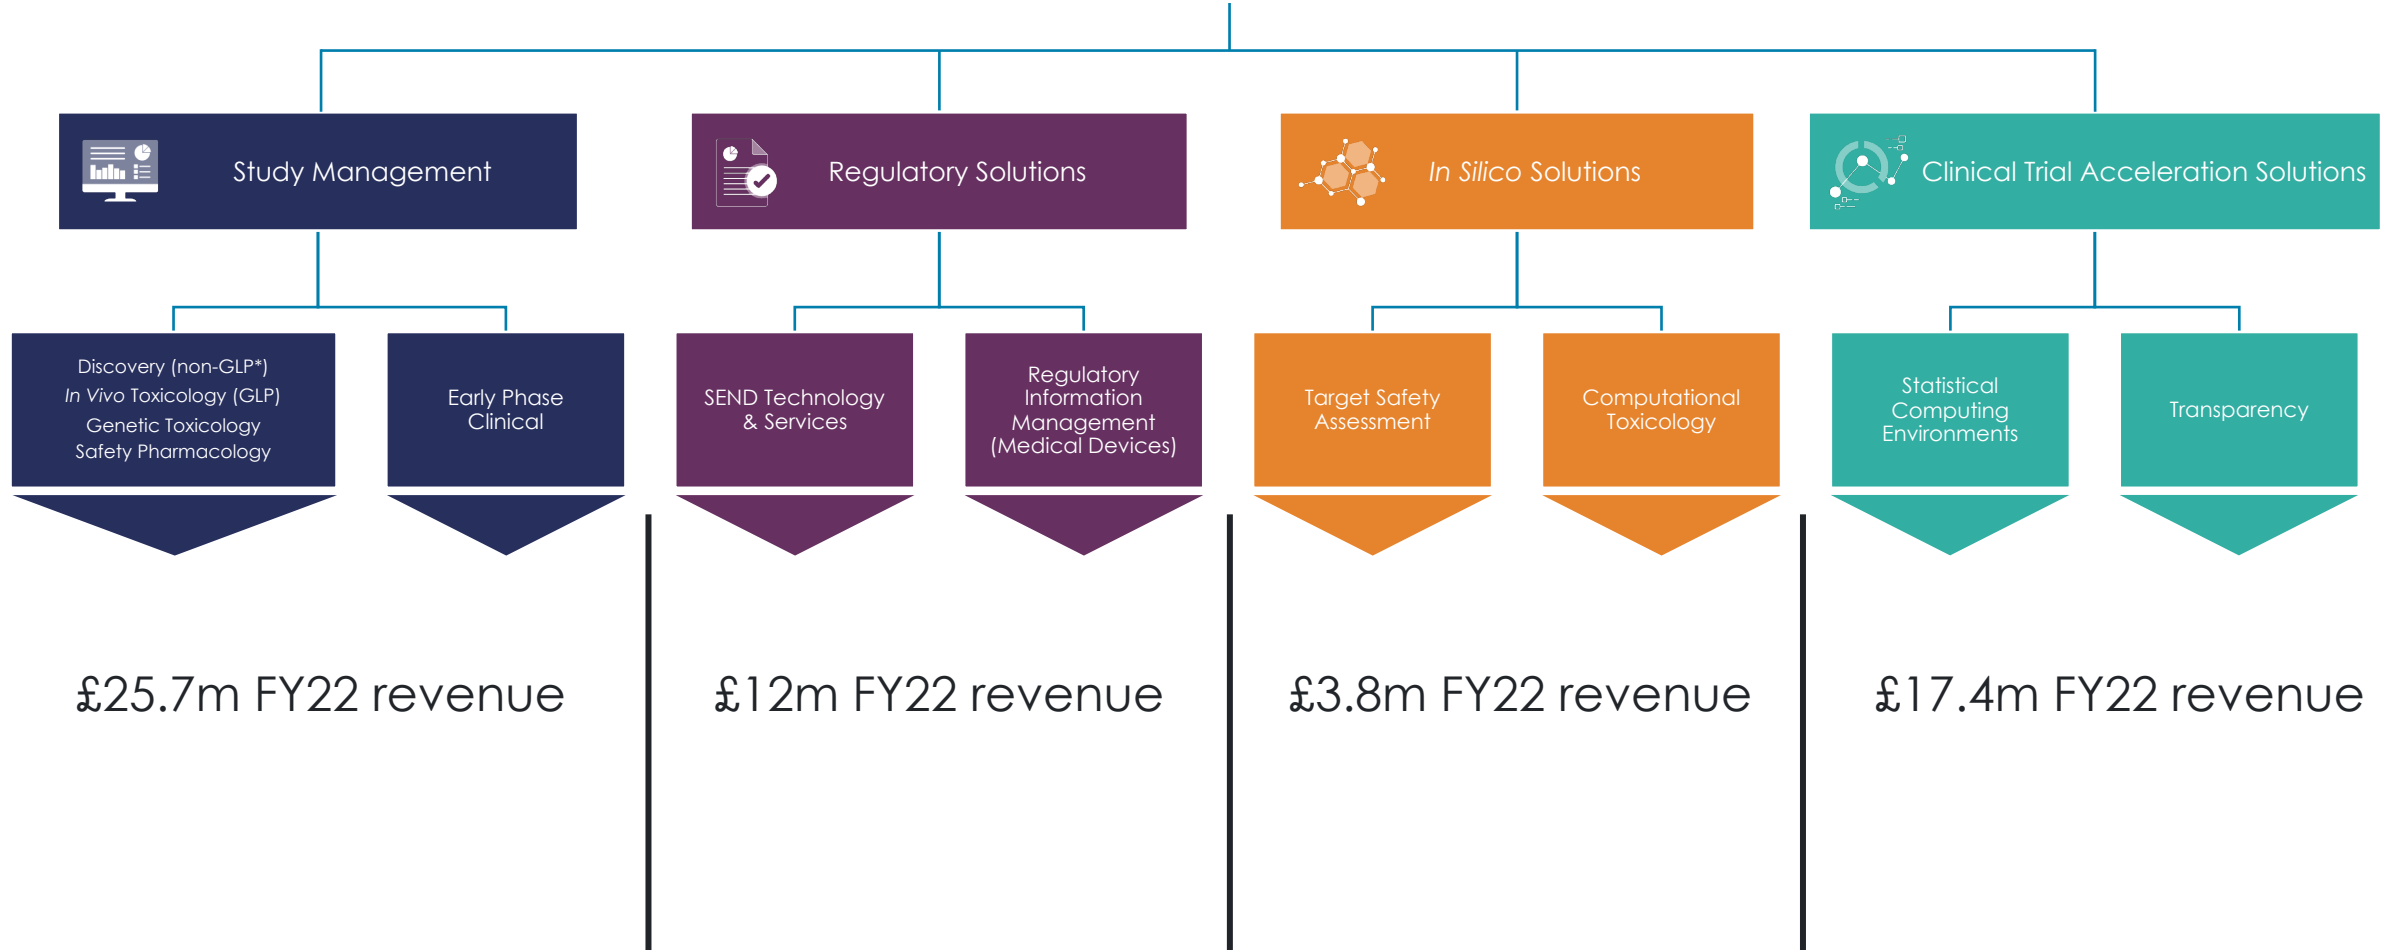 Study Management
Regulatory Solutions
In Silico Solutions
Clinical Trial Acceleration Solutions
Discovery (non-GLP*)
In Vivo Toxicology (GLP)
Genetic Toxicology
Safety Pharmacology
Early Phase
Clinical
SEND Technology
& Services
Regulatory
Information
Management
(Medical Devices)
Target Safety
Assessment
Computational
Toxicology
Statistical
Computing
Environments
Transparency
£25.7m FY22 revenue
£12m FY22 revenue
£3.8m FY22 revenue
£17.4m FY22 revenue